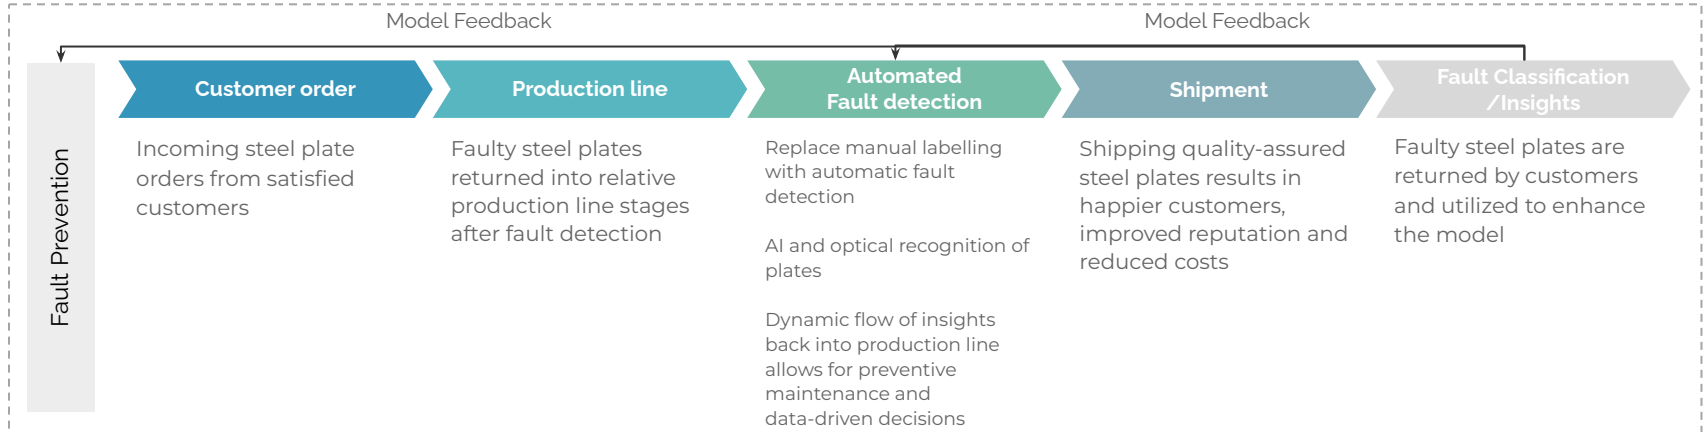 Model Feedback
Model Feedback
Fault Prevention
Customer order
Incoming steel plate
orders from satisfied
customers
Production line
Faulty steel plates
returned into relative
production line stages
after fault detection
Automated
Fault detection
Replace manual labelling
with automatic fault
detection
AI and optical recognition of
plates
Dynamic flow of insights
back into production line
allows for preventive
maintenance and
data-driven decisions
Shipment
Shipping quality-assured
steel plates results in
happier customers,
improved reputation and
reduced costs
Fault Classification
/Insights
Faulty steel plates are
returned by customers
and utilized to enhance
the model